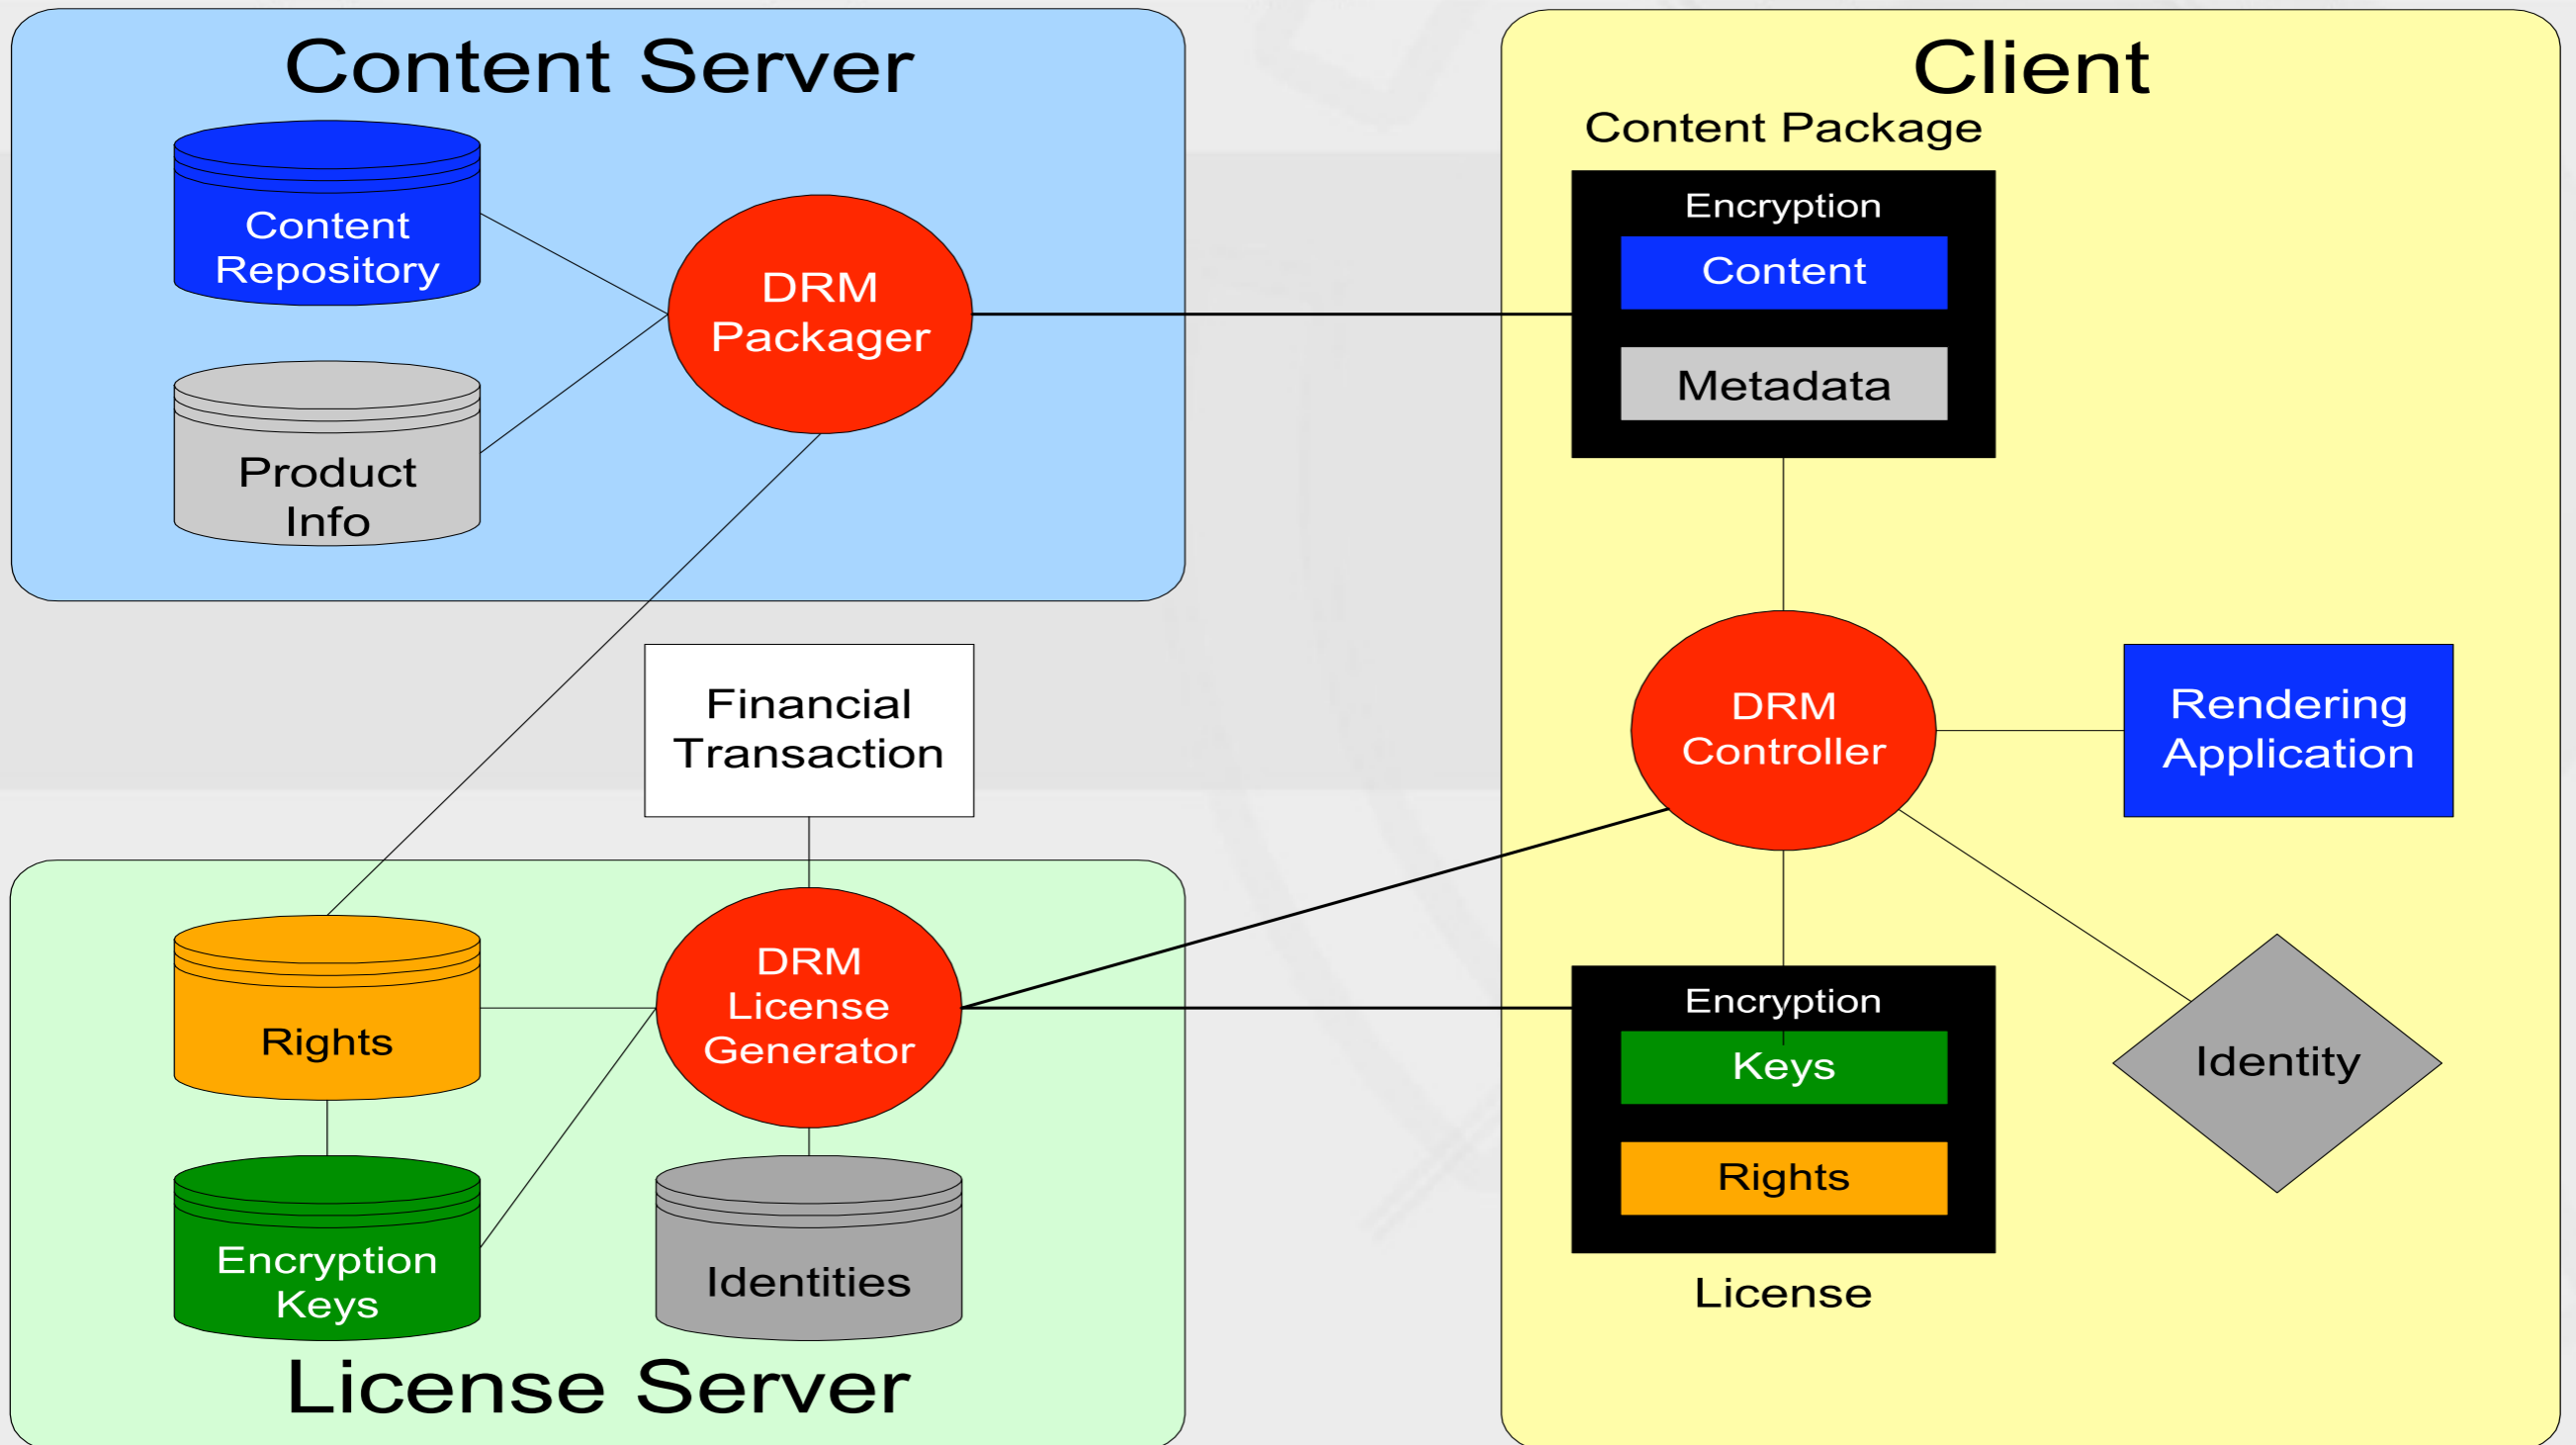 Content Server
Content
Repository
Product
Info
DRM
Packager
Client
Content Package
Encryption
Content
Metadata
Financial
Transaction
DRM
Controller
Rendering
Application
Rights
Encryption
Keys
DRM
License
Generator
Identities
License Server
Encryption
Keys
Rights
License
Identity